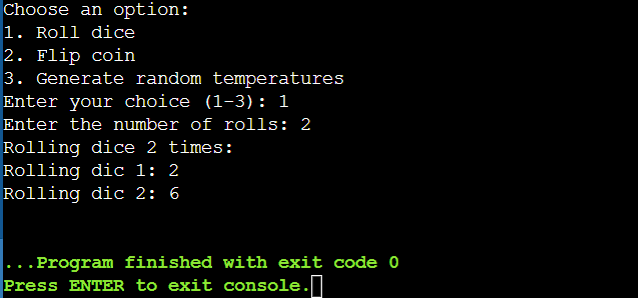 Choose an option:
1. Roll dice
2. Flip coin
3. Generate random temperatures
Enter your choice (1-3): 1
Enter the number of rolls: 2
Rolling dice 2 times:
Rolling dic 1: 2
Rolling dic 2: 6
...Program finished with exit code 0
Press ENTER to exit console.